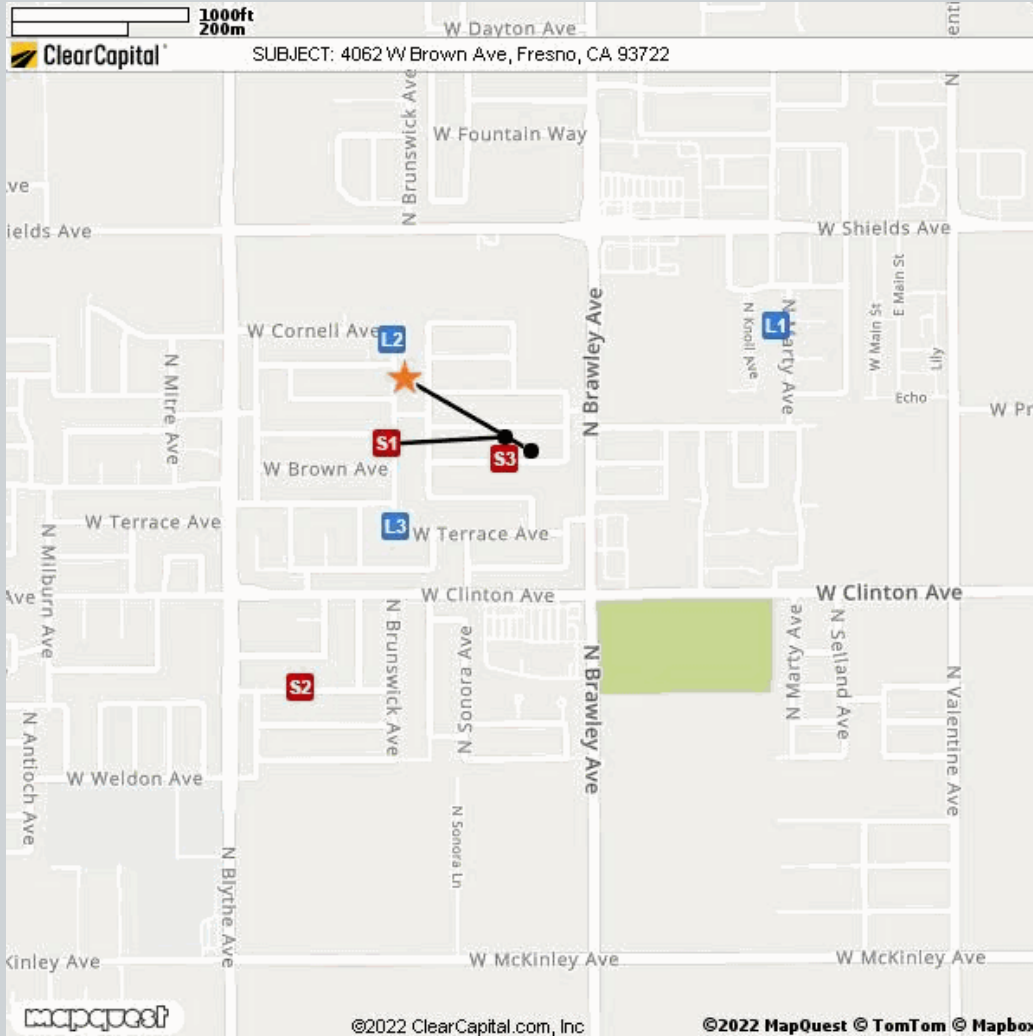 1000ft
200m
W Dayton Ave
ClearCapital
SUBJECT: 4062 W Brown Ave, Fresno, CA 93722
N
N Brunswick Ave
W Fountain Way
ields Ave
W Shields Ave
N Brawley Ave
E Main St
W Main St
N Knoll Ave
N Marty Ave
L1
W Cornell Ave
L2
Lily
Echo
W Pr
N Mitre Ave
S1
S3
W Brown Ave
W Terrace Ave
L3
W Terrace Ave
N Milburn Ave
Ave
W Clinton Ave
W Clinton Ave
N Brunswick Ave
N Sonora Ave
N Marty Ave
N Selland Ave
S2
N Brawley Ave
N Valentine Ave
N Antioch Ave
W Weldon Ave
N Sonora Ln
N Blythe Ave
Kinley Ave
W McKinley Ave
W McKinley Ave
mapquest
©2022 ClearCapital.com, Inc
©2022 MapQuest © TomTom © Mapbox